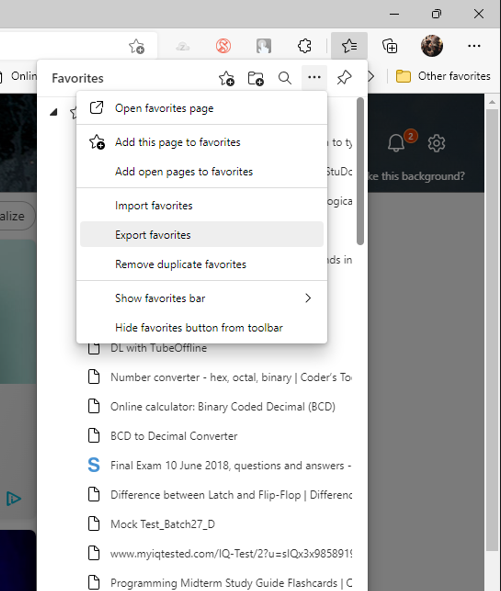 Onlin
Favorites
Other favorites
Open favorites page
Add this page to favorites
n to ty
Add open pages to favorites
StuDo
2
ke this background?
Import favorites
ogical
alize
Export favorites
Remove duplicate favorites
nds in
Show favorites bar
Hide favorites button from toolbar
DL with TubeOffline
Number converter - hex, octal, binary | Coder's Too
Online calculator: Binary Coded Decimal (BCD)
BCD to Decimal Converter
S Final Exam 10 June 2018, questions and answers -
Difference between Latch and Flip-Flop | Differenc
Mock Test_Batch27_D
www.myiqtested.com/IQ-Test/2?u=sIQx3x9858919
Programming Midterm Study Guide Flashcards | C